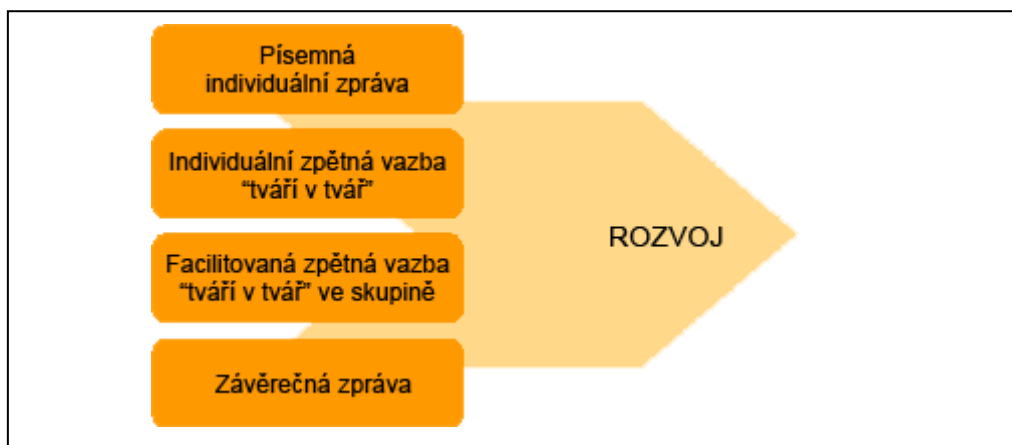 Písemná
individuální zpráva
Individuální zpětná vazba
“tváří v tvář”
Facilitovaná zpětná vazba
“tváří v tvář” ve skupině
Závěrečná zpráva
ROZVOJ